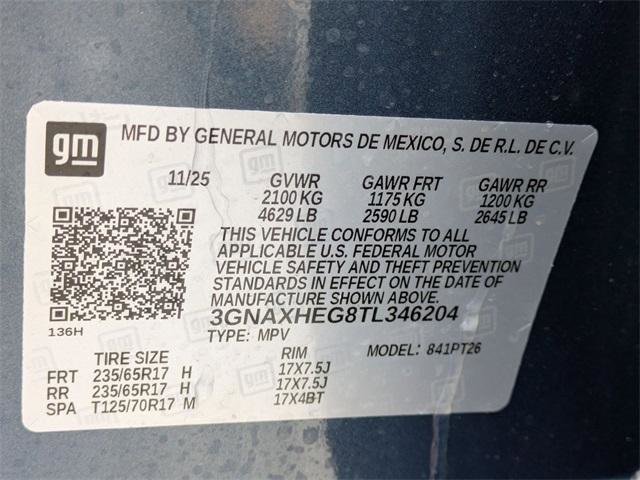 gm
MFD BY GENERAL MOTORS DE MEXICO, S. DE R.L. DE C.V.
11/25 GVWR GAWR FRT GAWR RR
2100 KG 1175 KG 1200 KG
4629 LB 2590 LB 2645 LB
THIS VEHICLE CONFORMS TO ALL
APPLICABLE U.S. FEDERAL MOTOR
VEHICLE SAFETY AND THEFT PREVENTION
STANDARDS IN EFFECT ON THE DATE OF
MANUFACTURE SHOWN ABOVE.
3GNAXHEG8TL346204
136H
TYPE: MPV MODEL: 841PT26
TIRE SIZE RIM
FRT 235/65R17 H 17X7.5J
RR 235/65R17 H 17X7.5J
SPA T125/70R17 M 17X4BT